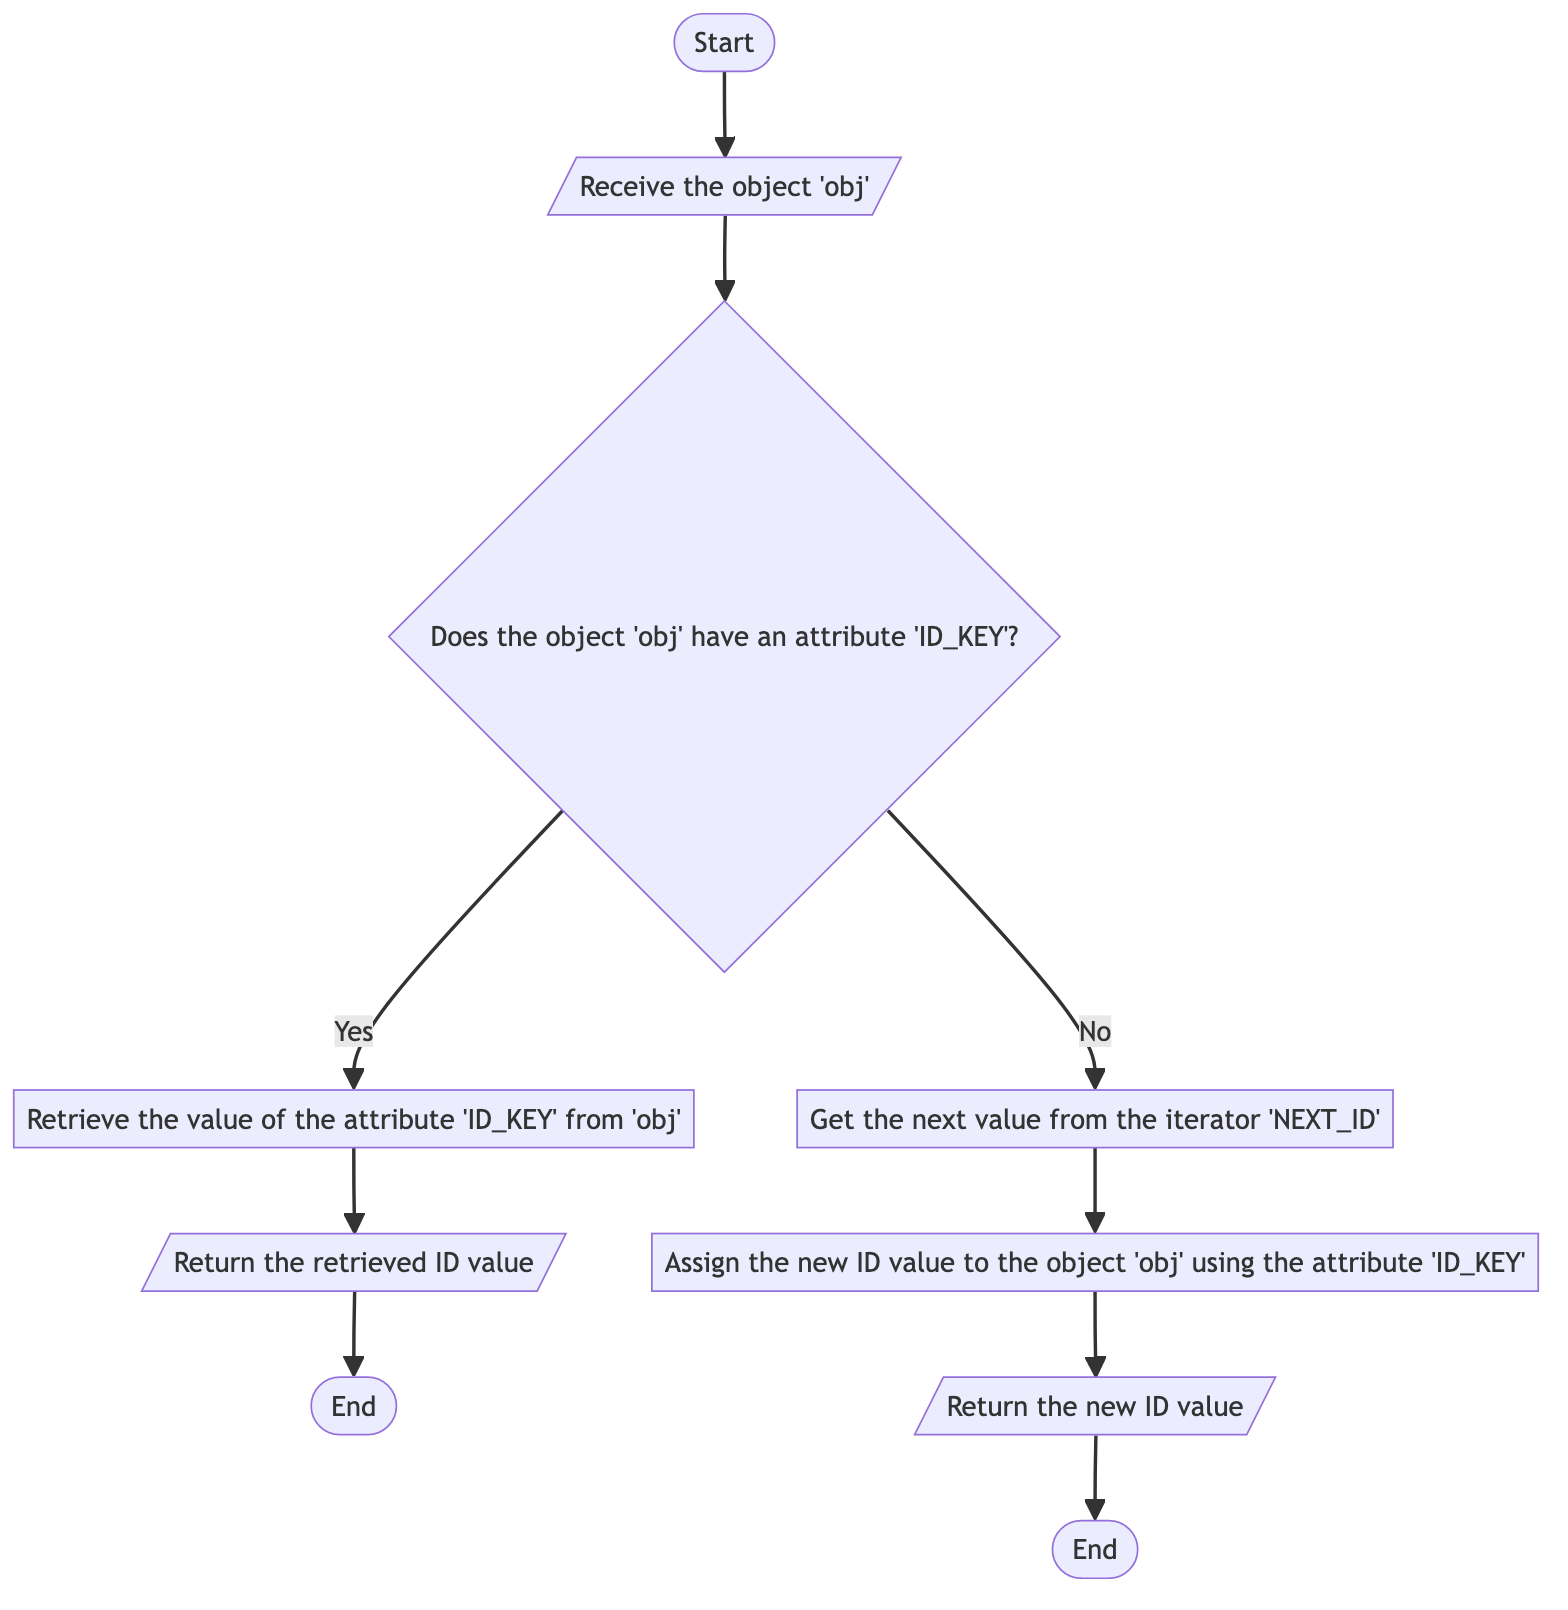 Start
Receive the object 'obj'
Does the object 'obj' have an attribute 'ID_KEY'?
Yes
No
Retrieve the value of the attribute 'ID_KEY' from 'obj'
Get the next value from the iterator 'NEXT_ID'
Return the retrieved ID value
Assign the new ID value to the object 'obj' using the attribute 'ID_KEY'
End
Return the new ID value
End